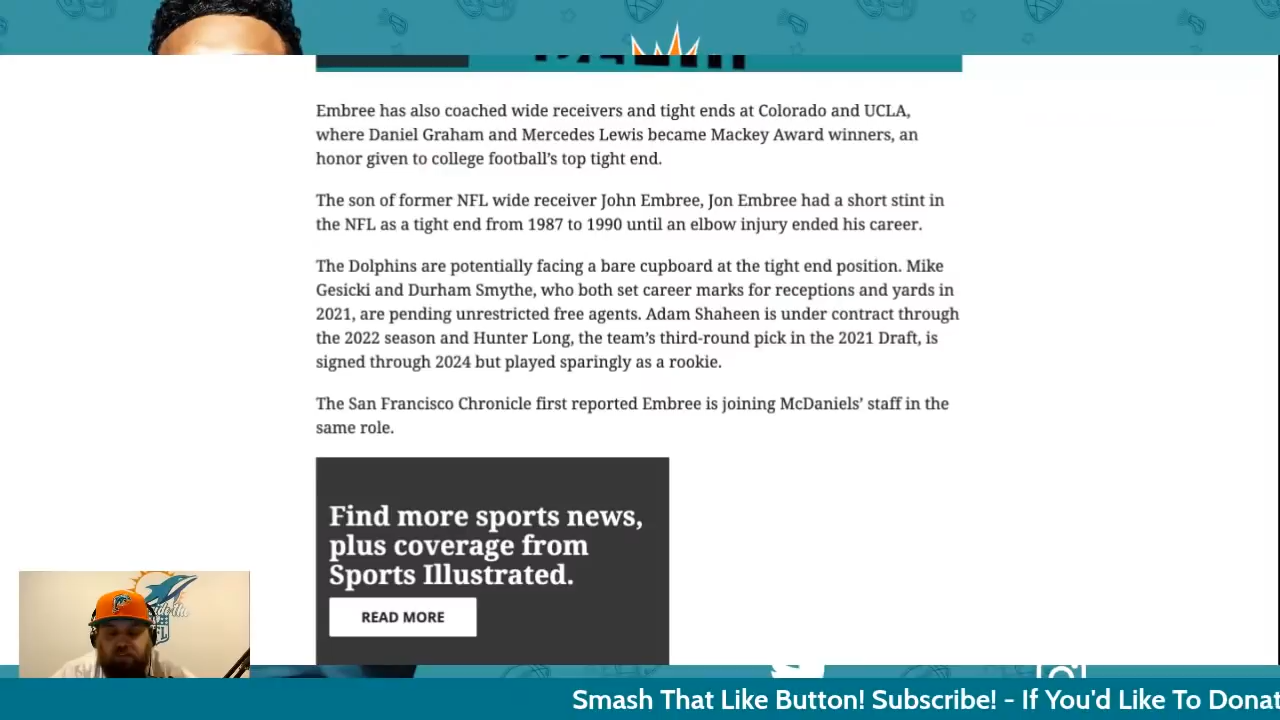 Embree has also coached wide receivers and tight ends at Colorado and UCLA,
where Daniel Graham and Mercedes Lewis became Mackey Award winners, an
honor given to college football's top tight end.
The son of former NFL wide receiver John Embree, Jon Embree had a short stint in
the NFL as a tight end from 1987 to 1990 until an elbow injury ended his career.
The Dolphins are potentially facing a bare cupboard at the tight end position. Mike
Gesicki and Durham Smythe, who both set career marks for receptions and yards in
2021, are pending unrestricted free agents. Adam Shaheen is under contract through
the 2022 season and Hunter Long, the team's third-round pick in the 2021 Draft, is
signed through 2024 but played sparingly as a rookie.
The San Francisco Chronicle first reported Embree is joining McDaniels' staff in the
same role.
Find more sports news,
plus coverage from
Sports Illustrated.
READ MORE
Smash That Like Button! Subscribe! - If You'd Like To Donat